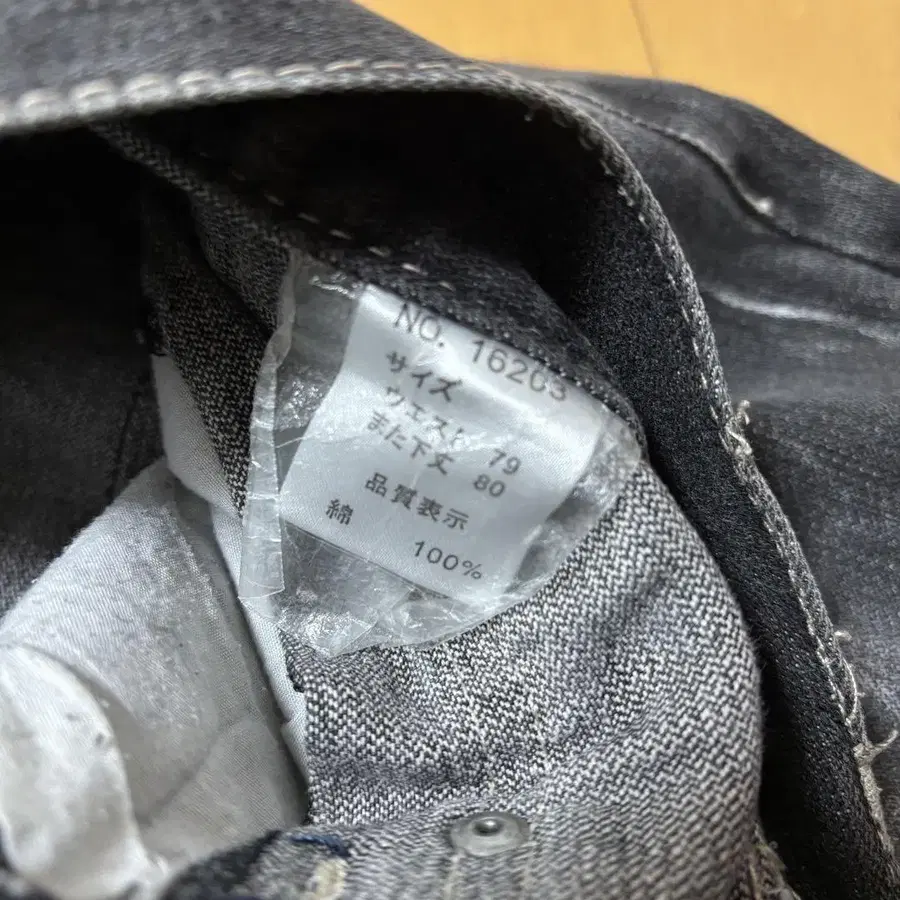 NO. 16203
サイズ
ウエスト 79
また下丈 80
品質表示
綿 100%